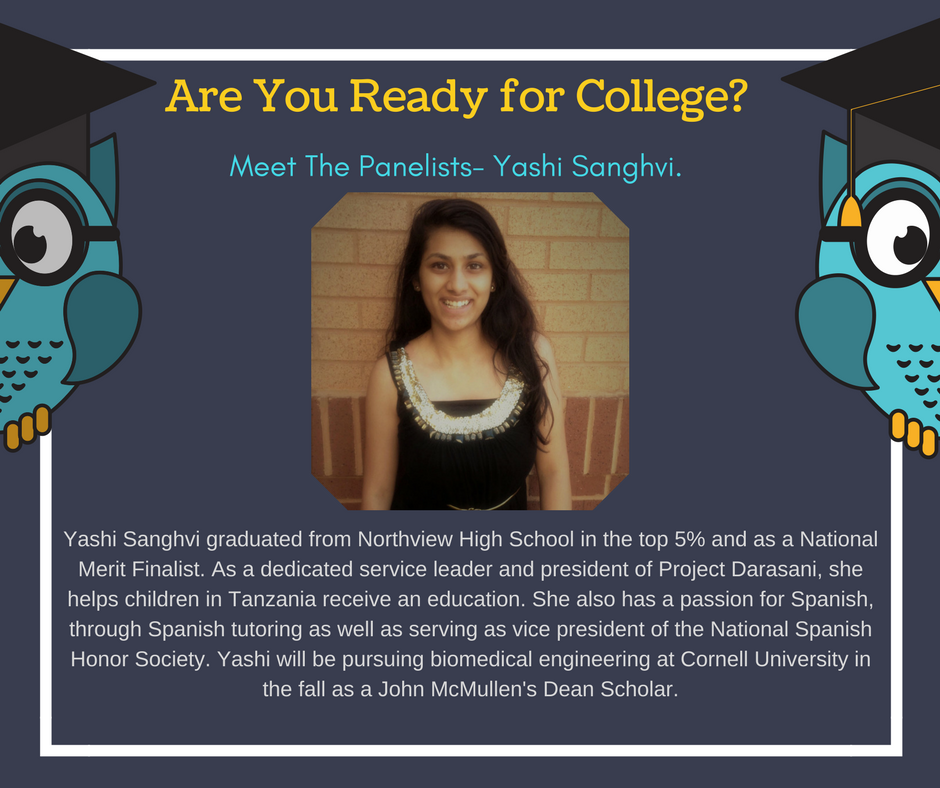 Are You Ready for College?
Meet The Panelists- Yashi Sanghvi.
Yashi Sanghvi graduated from Northview High School in the top 5% and as a National
Merit Finalist. As a dedicated service leader and president of Project Darasani, she
helps children in Tanzania receive an education. She also has a passion for Spanish,
through Spanish tutoring as well as serving as vice president of the National Spanish
Honor Society. Yashi will be pursuing biomedical engineering at Cornell University in
the fall as a John McMullen's Dean Scholar.